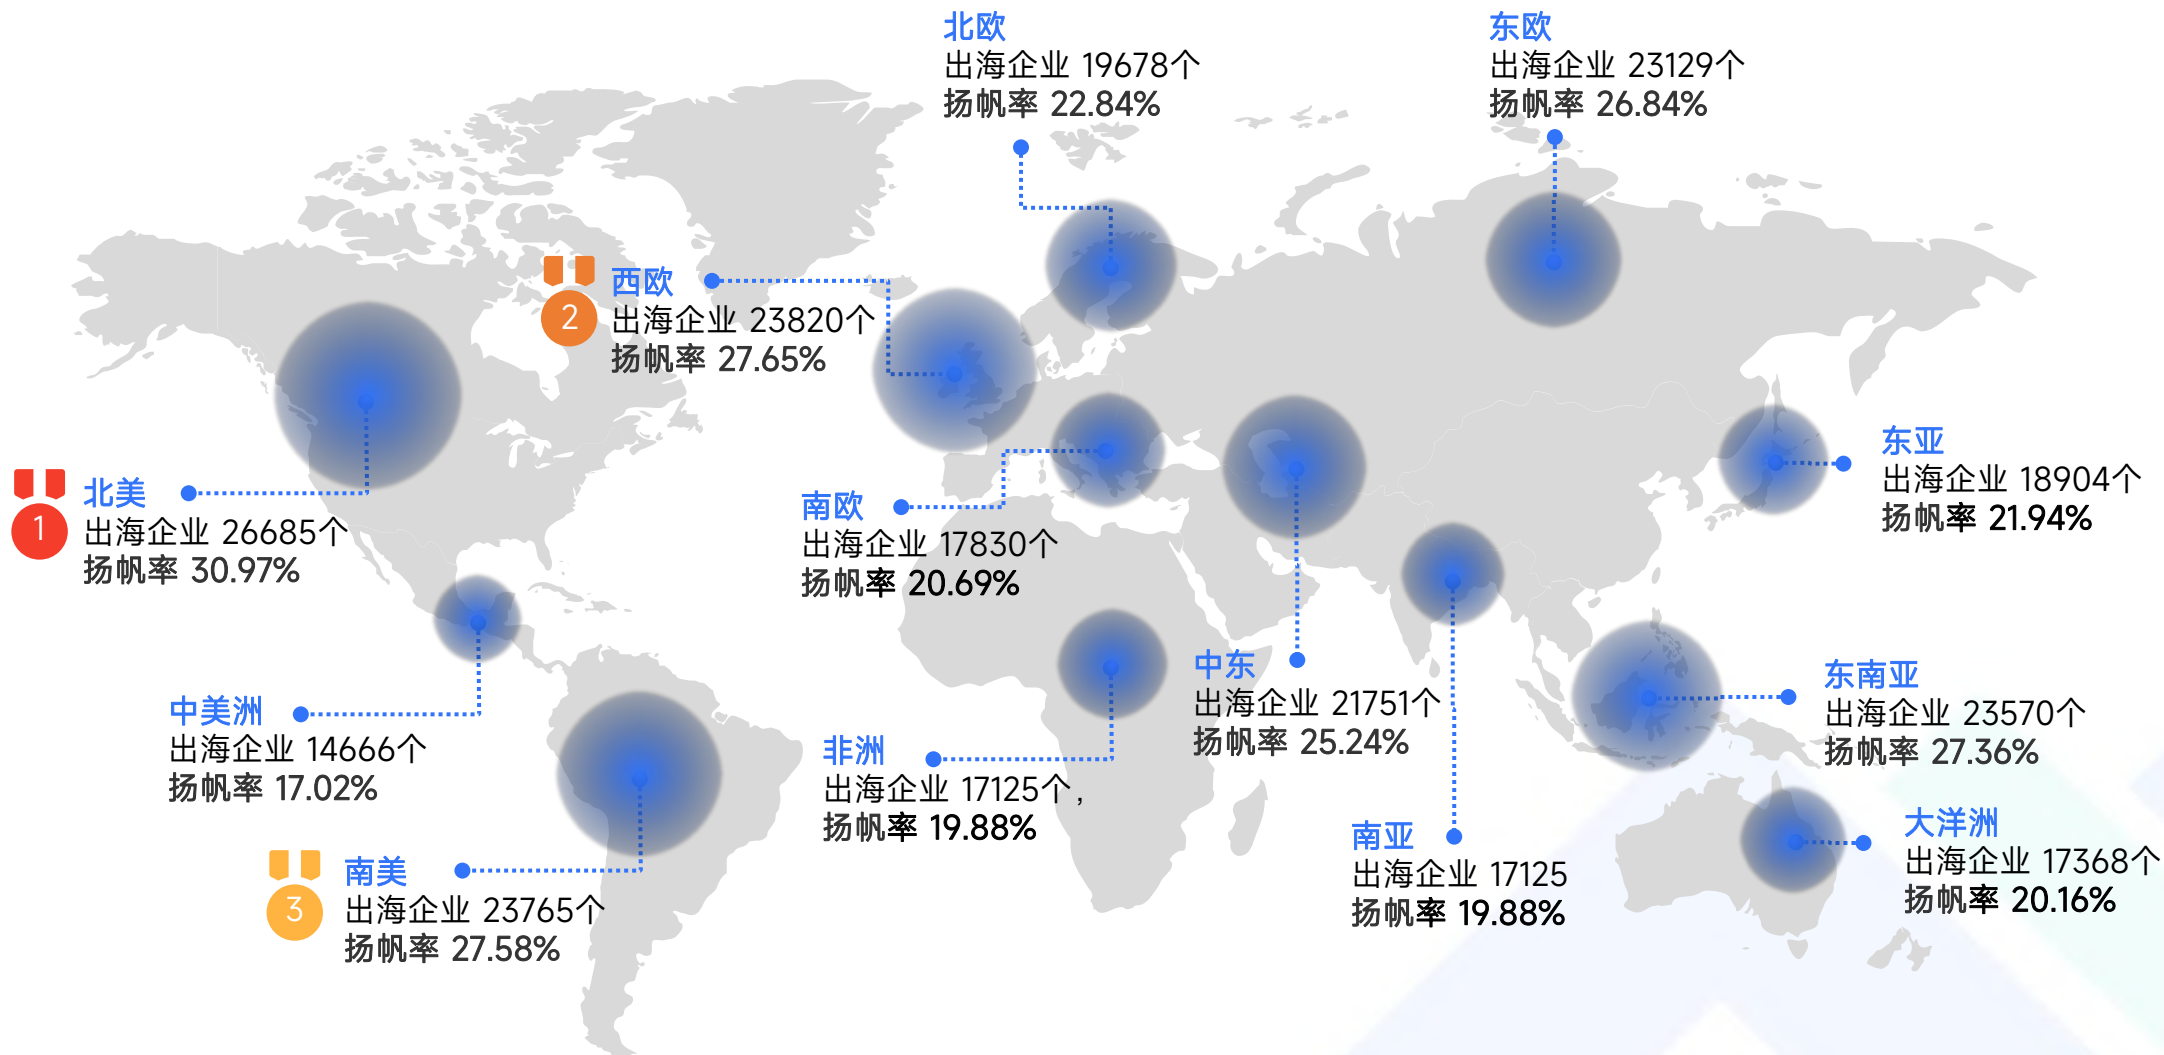 北欧
出海企业 19678个
扬帆率 22.84%
东欧
出海企业 23129个
扬帆率 26.84%
2
西欧
出海企业 23820个
扬帆率 27.65%
1
北美
出海企业 26685个
扬帆率 30.97%
南欧
出海企业 17830个
扬帆率 20.69%
东亚
出海企业 18904个
扬帆率 21.94%
中美洲
出海企业 14666个
扬帆率 17.02%
非洲
出海企业 17125个,
扬帆率 19.88%
中东
出海企业 21751个
扬帆率 25.24%
东南亚
出海企业 23570个
扬帆率 27.36%
3
南美
出海企业 23765个
扬帆率 27.58%
南亚
出海企业 17125
扬帆率 19.88%
大洋洲
出海企业 17368个
扬帆率 20.16%